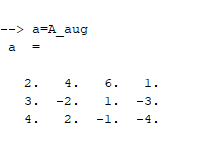 --> a=A_aug
a =
2. 4. 6. 1.
3. -2. 1. -3.
4. 2. -1. -4.